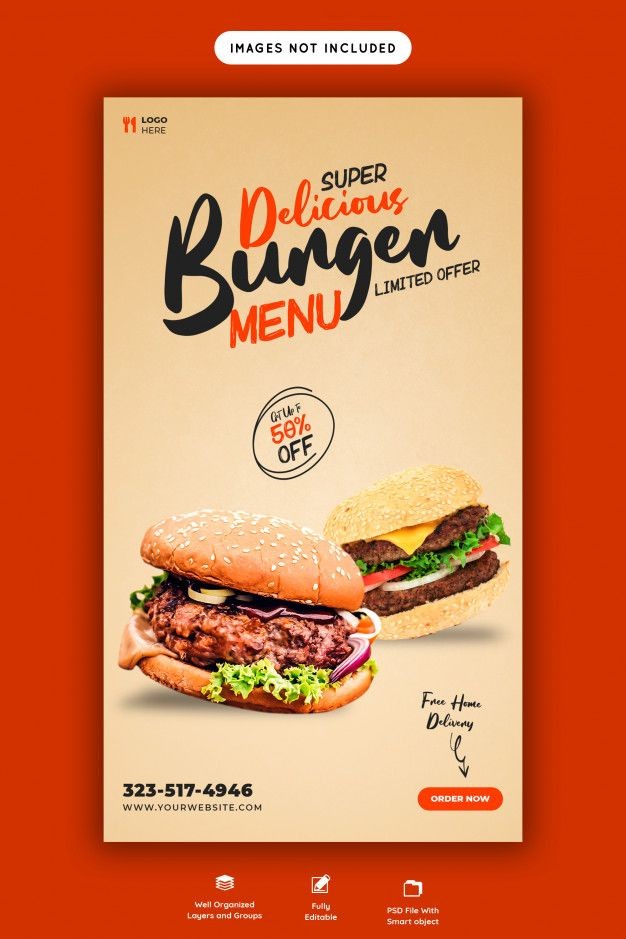 IMAGES NOT INCLUDED
LOGO
HERE
SUPER
Delicious
Burger
LIMITED OFFER
MENU
Get Up To
50%
OFF
Free Home
Delivery
323-517-4946
WWW.YOURWEBSITE.COM
ORDER NOW
Well Organized
Layers and Groups
Fully
Editable
PSD File With
Smart object